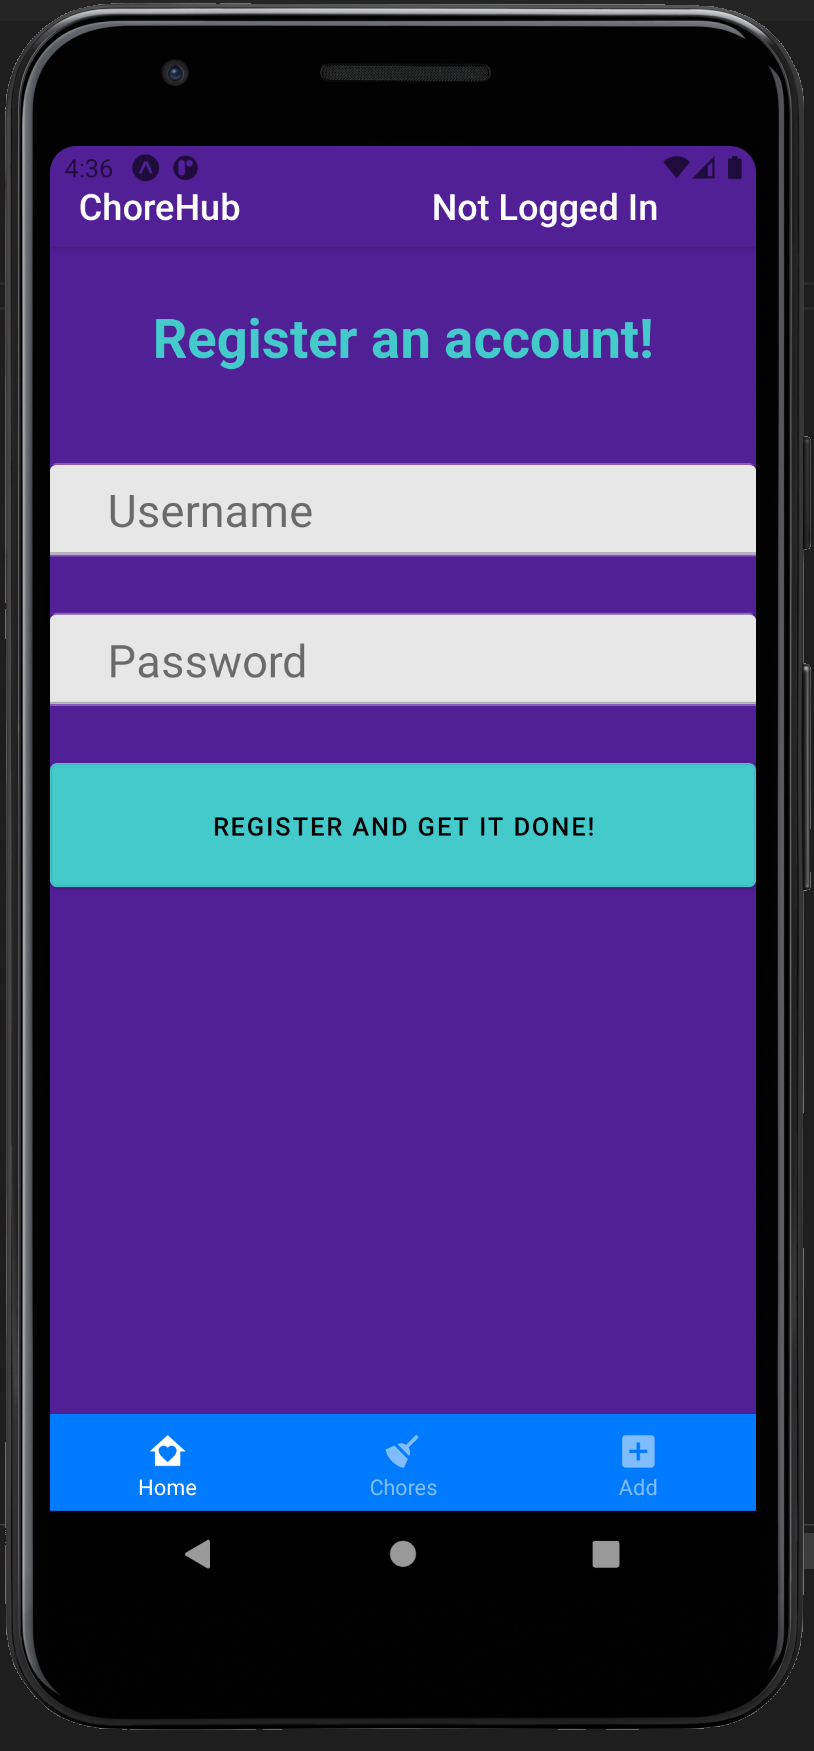 4:36
ChoreHub Not Logged In
Register an account!
Username
Password
REGISTER AND GET IT DONE!
Home Chores Add